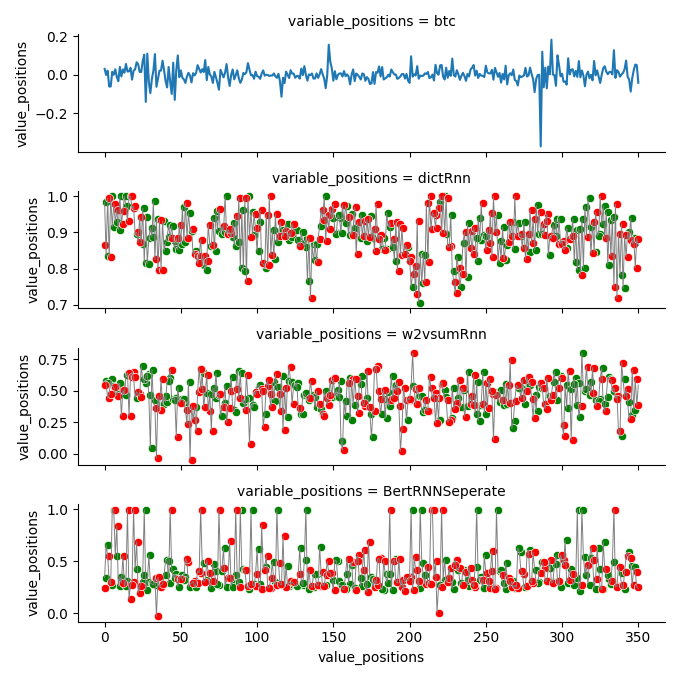 variable_positions = btc
0.2
0.0
−0.2
value_positions
variable_positions = dictRnn
1.0
0.9
0.8
0.7
value_positions
variable_positions = w2vsumRnn
0.75
0.50
0.25
0.00
value_positions
variable_positions = BertRNNSeperate
1.0
0.5
0.0
value_positions
0 50 100 150 200 250 300 350
value_positions